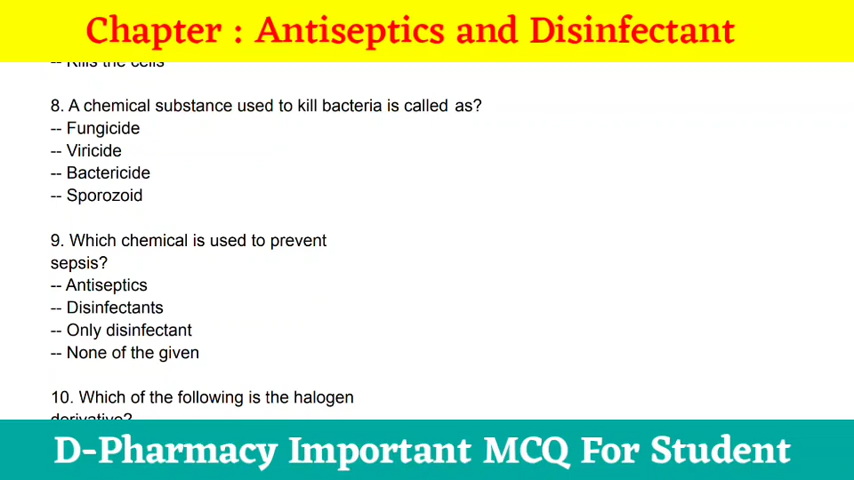 Chapter : Antiseptics and Disinfectant
-- Kills the cells
8. A chemical substance used to kill bacteria is called as?
-- Fungicide
-- Viricide
-- Bactericide
-- Sporozoid
9. Which chemical is used to prevent
sepsis?
-- Antiseptics
-- Disinfectants
-- Only disinfectant
-- None of the given
10. Which of the following is the halogen
derivative?
D-Pharmacy Important MCQ For Student